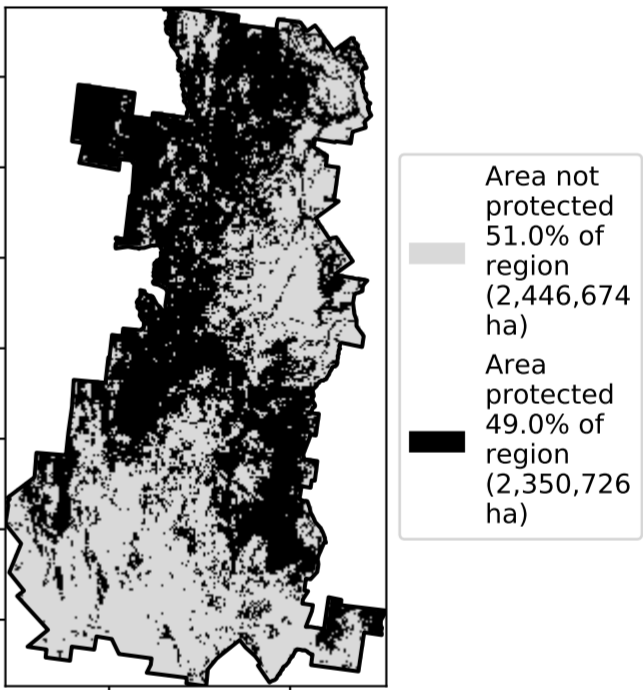 Area not
protected
51.0% of
region
(2,446,674
ha)
Area
protected
49.0% of
region
(2,350,726
ha)